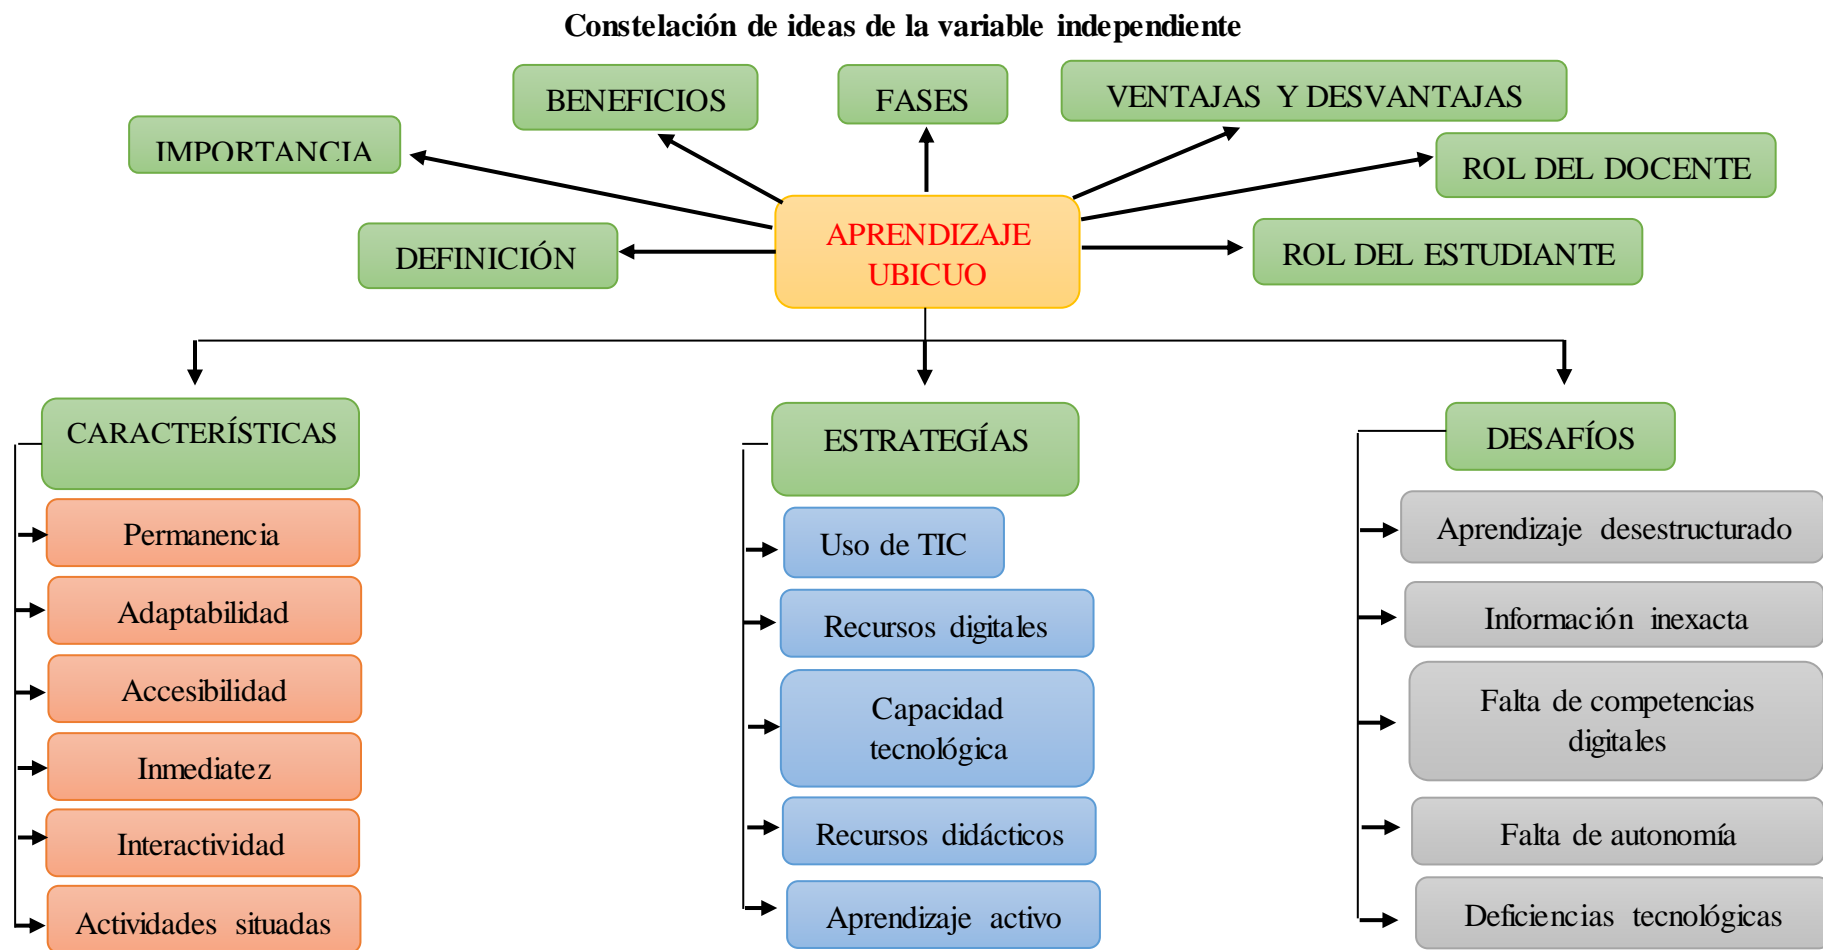 Constelación de ideas de la variable independiente
BENEFICIOS
FASES
VENTAJAS Y DESVANTAJAS
IMPORTANCIA
ROL DEL DOCENTE
DEFINICIÓN
APRENDIZAJE
UBICUO
ROL DEL ESTUDIANTE
CARACTERÍSTICAS
Permanencia
Adaptabilidad
Accesibilidad
Inmediatez
Interactividad
Actividades situadas
ESTRATEGÍAS
Uso de TIC
Recursos digitales
Capacidad
tecnológica
Recursos didácticos
Aprendizaje activo
DESAFÍOS
Aprendizaje desestructurado
Información inexacta
Falta de competencias
digitales
Falta de autonomía
Deficiencias tecnológicas